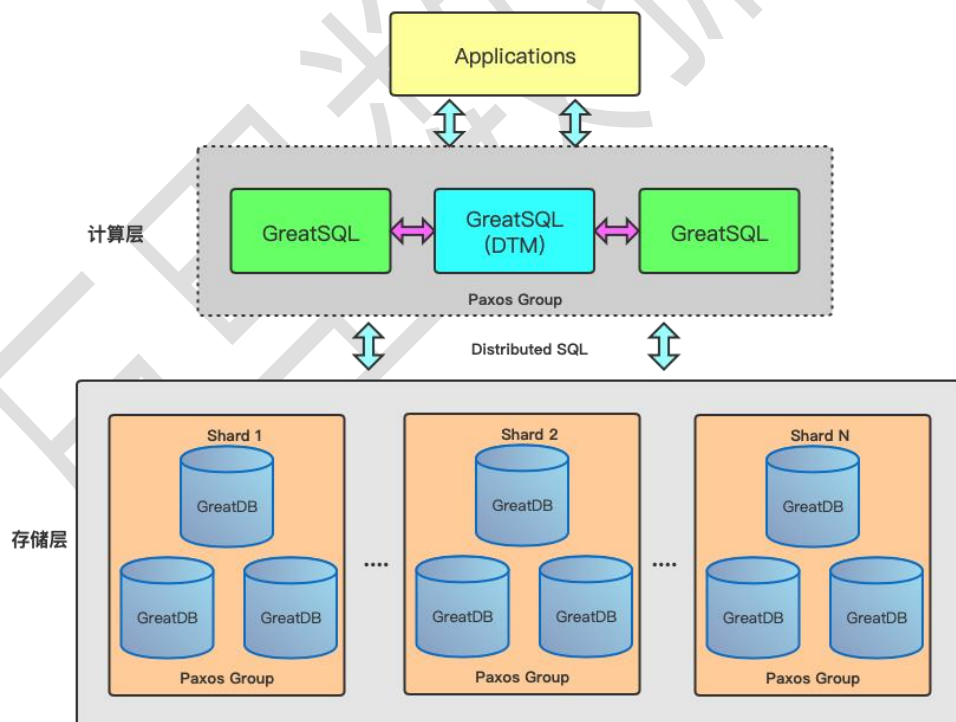 Applications
计算层
GreatSQL
GreatSQL
(DTM)
GreatSQL
Paxos Group
Distributed SQL
存储层
Shard 1
GreatDB
GreatDB
GreatDB
Paxos Group
....
Shard 2
GreatDB
GreatDB
GreatDB
Paxos Group
....
Shard N
GreatDB
GreatDB
GreatDB
Paxos Group